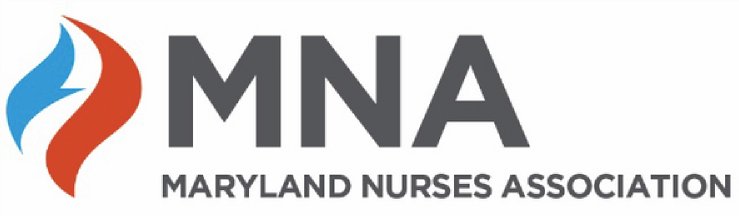 MNA
MARYLAND NURSES ASSOCIATION